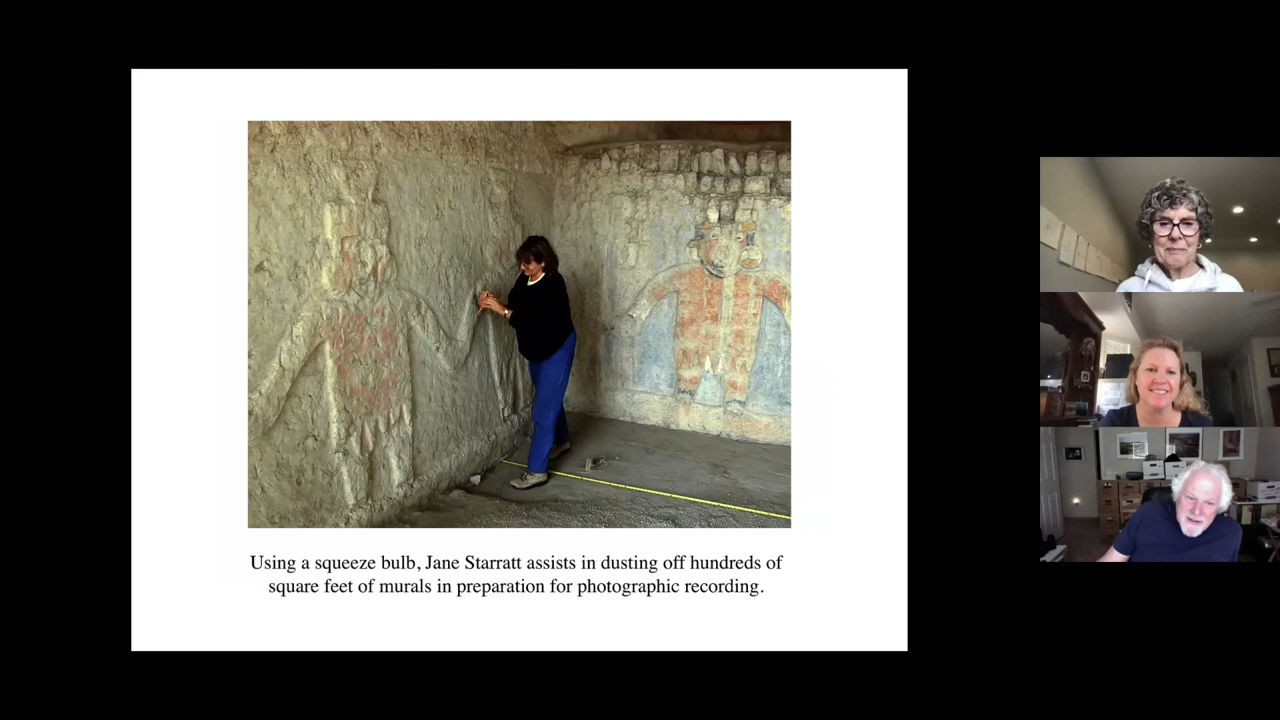 Using a squeeze bulb, Jane Starratt assists in dusting off hundreds of
square feet of murals in preparation for photographic recording.